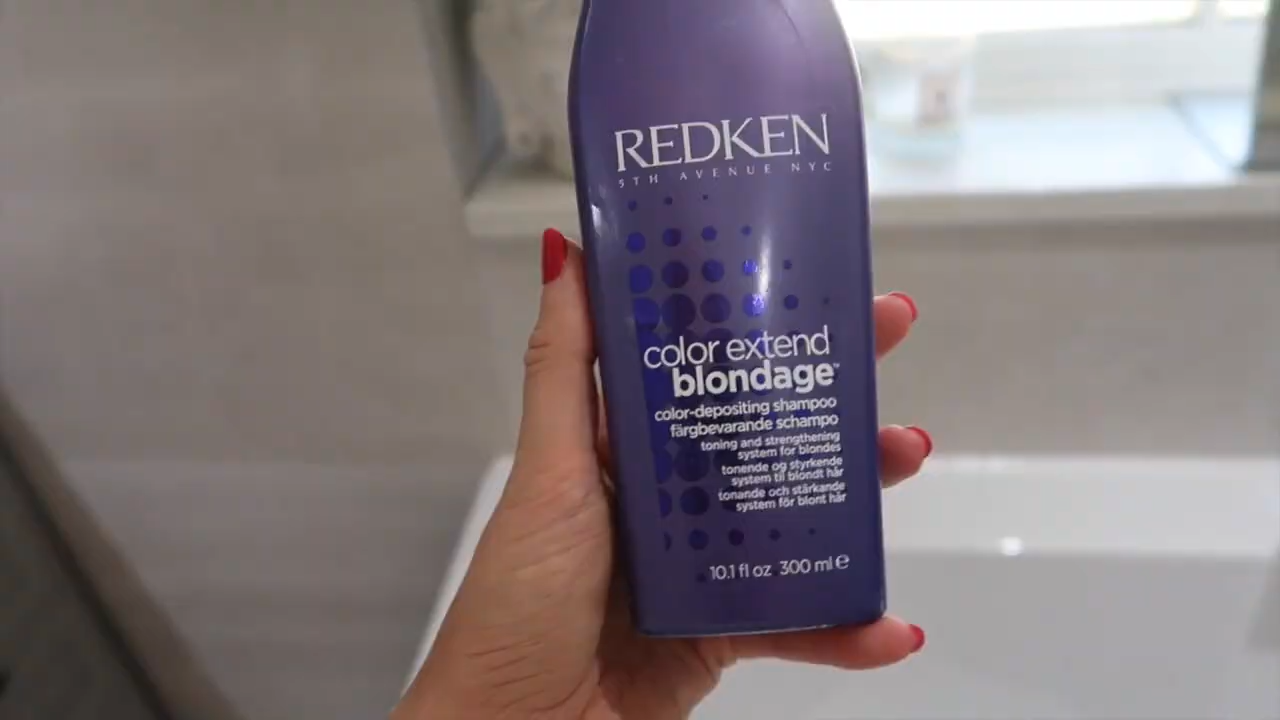 REDKEN
5TH AVENUE NYC
color extend
blondage™
color-depositing shampoo
färgbevarande schampo
toning and strengthening
system for blondes
tonende og styrkende
system til blondt hår
tonande och stärkande
system för blont hår
10.1 fl oz 300 ml ℮